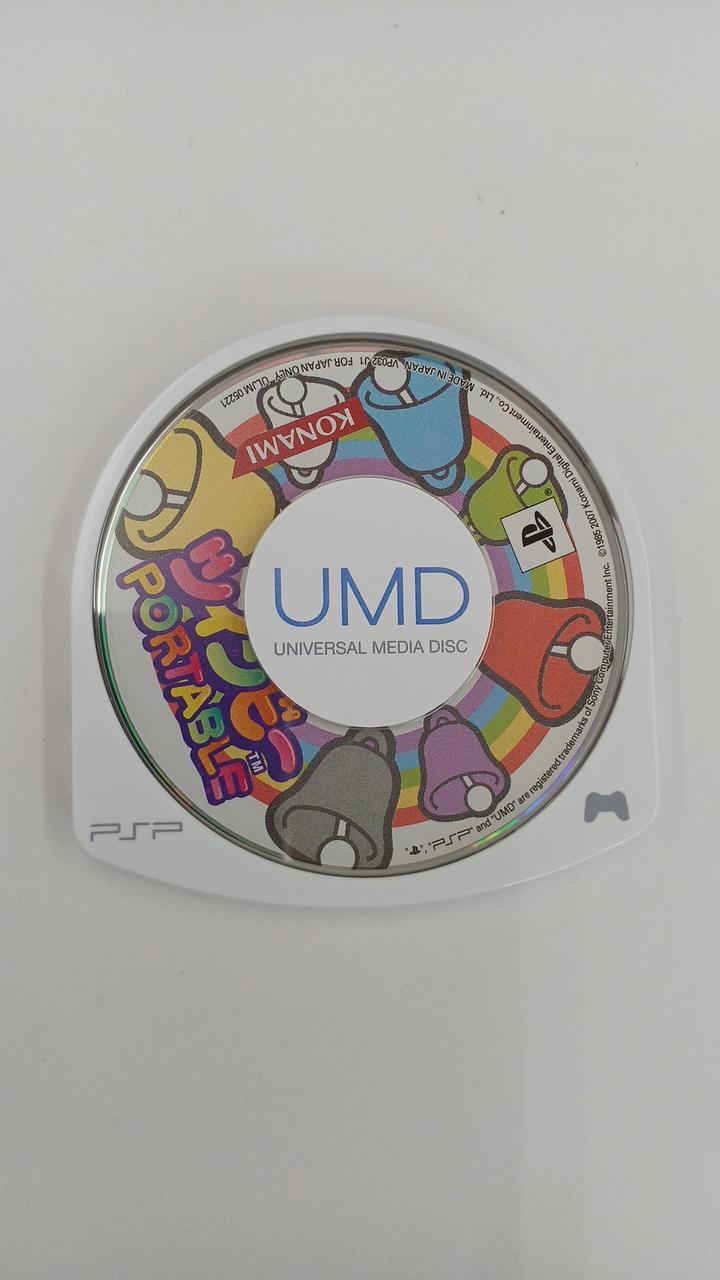 UMD
UNIVERSAL MEDIA DISC
KONAMI
ツインビー™
PORTABLE
MADE IN JAPAN VP032-J1 FOR JAPAN ONLY ULJM 05221
"
", "PSP" and "UMD" are registered trademarks of Sony Computer Entertainment Inc. ©1985 2007 Konami Digital Entertainment Co., Ltd.
PSP